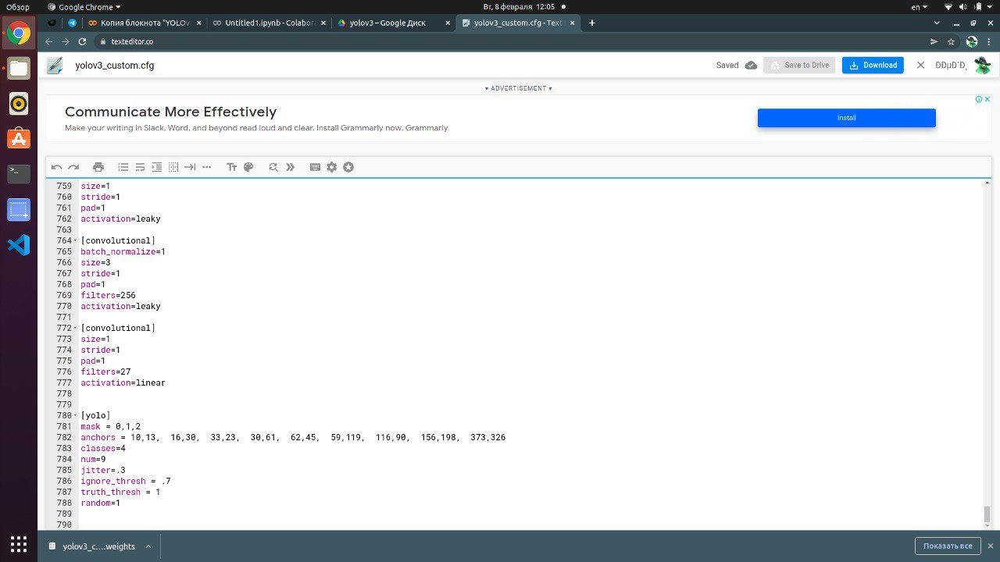 Обзор Google Chrome Вт, 8 февраля 12:05 en
Копия блокнота "YOLOv Untitled1.ipynb - Colabor yolov3 – Google Диск yolov3_custom.cfg - Text
texteditor.co
yolov3_custom.cfg Saved Save to Drive Download ÐÐµÐ´Ð¸
▾ ADVERTISEMENT ▾
Communicate More Effectively
Make your writing in Slack, Word, and beyond read loud and clear. Install Grammarly now. Grammarly
Install
759 size=1
760 stride=1
761 pad=1
762 activation=leaky
763
764 [convolutional]
765 batch_normalize=1
766 size=3
767 stride=1
768 pad=1
769 filters=256
770 activation=leaky
771
772 [convolutional]
773 size=1
774 stride=1
775 pad=1
776 filters=27
777 activation=linear
778
779
780 [yolo]
781 mask = 0,1,2
782 anchors = 10,13,  16,30,  33,23,  30,61,  62,45,  59,119,  116,90,  156,198,  373,326
783 classes=4
784 num=9
785 jitter=.3
786 ignore_thresh = .7
787 truth_thresh = 1
788 random=1
789
790
yolov3_c....weights Показать все